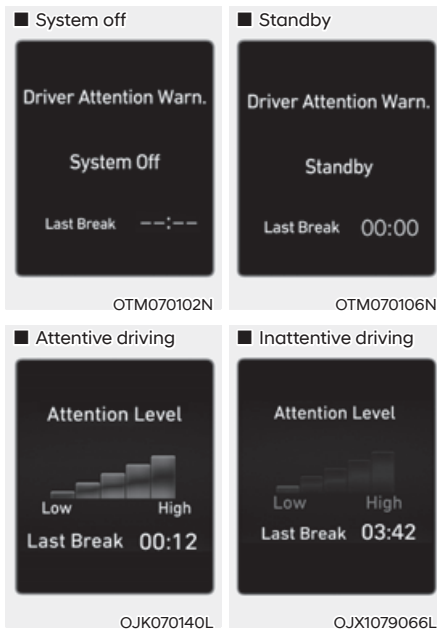 ■ System off
Driver Attention Warn.
System Off
Last Break --:--
OTM070102N
■ Standby
Driver Attention Warn.
Standby
Last Break 00:00
OTM070106N
■ Attentive driving
Attention Level
Low High
Last Break 00:12
OJK070140L
■ Inattentive driving
Attention Level
Low High
Last Break 03:42
OJX1079066L